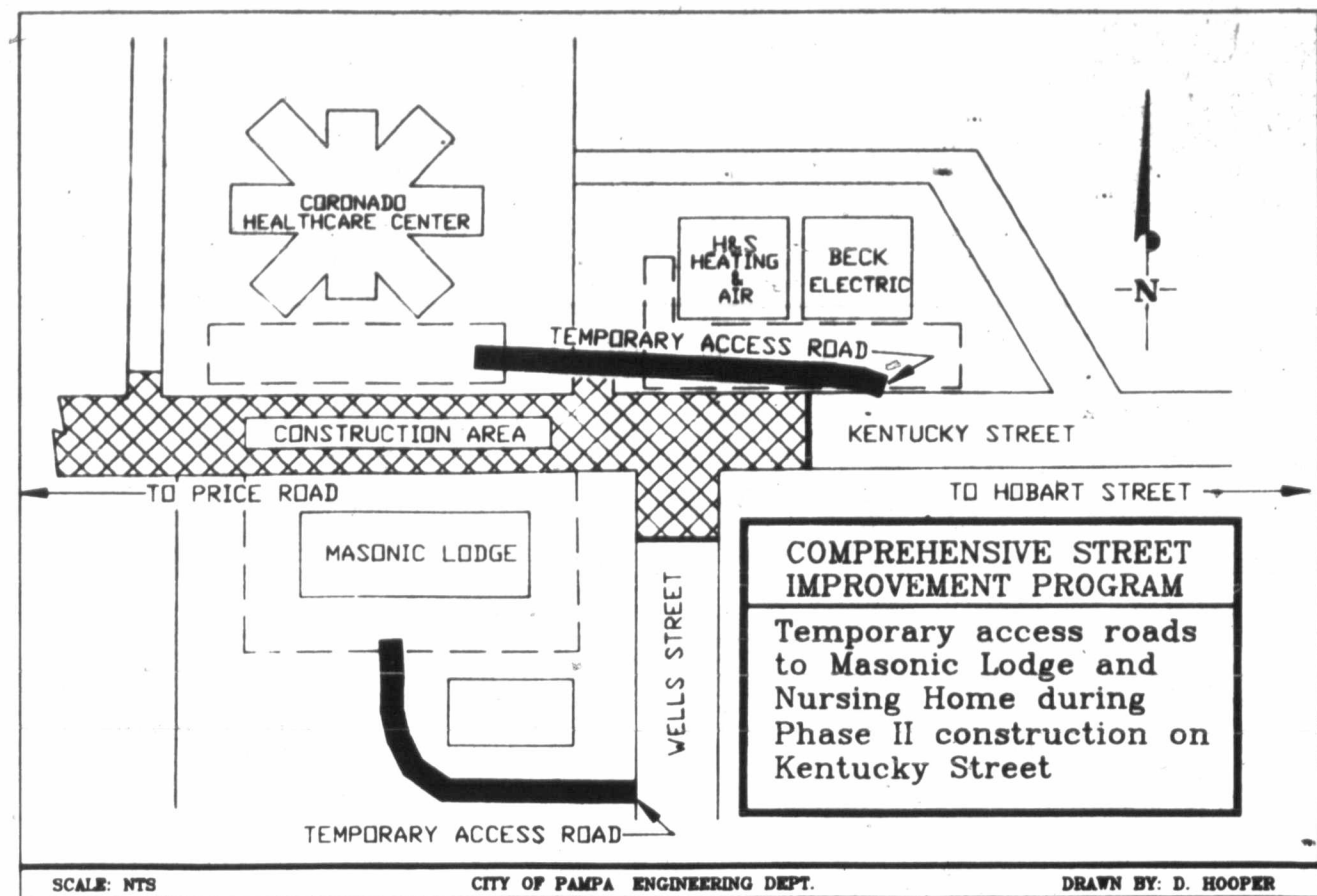 CORONADO
HEALTHCARE CENTER
H&S
HEATING
&
AIR
BECK
ELECTRIC
N
TEMPORARY ACCESS ROAD
CONSTRUCTION AREA
KENTUCKY STREET
TO PRICE ROAD
TO HOBART STREET
MASONIC LODGE
WELLS STREET
COMPREHENSIVE STREET
IMPROVEMENT PROGRAM
Temporary access roads
to Masonic Lodge and
Nursing Home during
Phase II construction on
Kentucky Street
TEMPORARY ACCESS ROAD
SCALE: NTS
CITY OF PAMPA ENGINEERING DEPT.
DRAWN BY: D. HOOPER